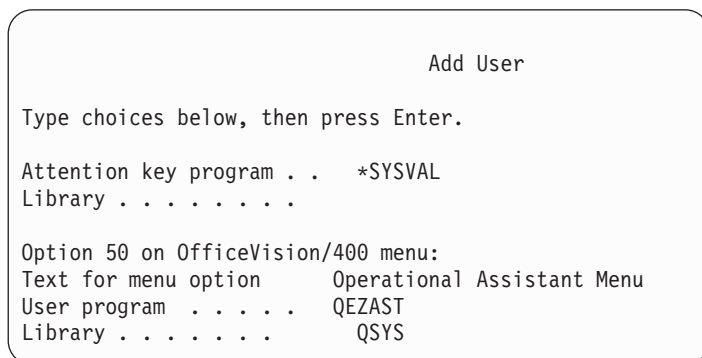 Add User
Type choices below, then press Enter.
Attention key program . . *SYSVAL
Library . . . . . . . .
Option 50 on OfficeVision/400 menu:
Text for menu option Operational Assistant Menu
User program . . . . . QEZAST
Library . . . . . . . QSYS